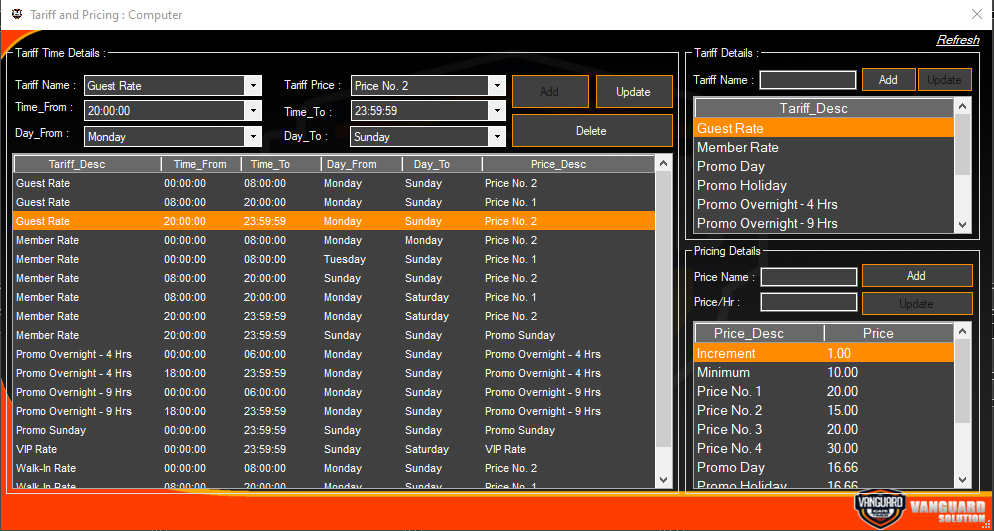 Tariff and Pricing : Computer
Refresh
Tariff Time Details :
Tariff Name : Guest Rate Tariff Price : Price No. 2 Add Update
Time_From : 20:00:00 Time_To : 23:59:59
Day_From : Monday Day_To : Sunday Delete
Tariff_Desc Time_From Time_To Day_From Day_To Price_Desc
Guest Rate 00:00:00 08:00:00 Monday Sunday Price No. 2
Guest Rate 08:00:00 20:00:00 Monday Sunday Price No. 1
Guest Rate 20:00:00 23:59:59 Monday Sunday Price No. 2
Member Rate 00:00:00 08:00:00 Monday Monday Price No. 2
Member Rate 00:00:00 08:00:00 Tuesday Sunday Price No. 1
Member Rate 08:00:00 20:00:00 Sunday Sunday Price No. 2
Member Rate 08:00:00 20:00:00 Monday Saturday Price No. 1
Member Rate 20:00:00 23:59:59 Monday Saturday Price No. 2
Member Rate 20:00:00 23:59:59 Sunday Sunday Promo Sunday
Promo Overnight - 4 Hrs 00:00:00 06:00:00 Monday Sunday Promo Overnight - 4 Hrs
Promo Overnight - 4 Hrs 18:00:00 23:59:59 Monday Sunday Promo Overnight - 4 Hrs
Promo Overnight - 9 Hrs 00:00:00 06:00:00 Monday Sunday Promo Overnight - 9 Hrs
Promo Overnight - 9 Hrs 18:00:00 23:59:59 Monday Sunday Promo Overnight - 9 Hrs
Promo Sunday 00:00:00 23:59:59 Sunday Sunday Promo Sunday
VIP Rate 00:00:00 23:59:59 Sunday Saturday VIP Rate
Walk-In Rate 00:00:00 08:00:00 Monday Sunday Price No. 2
Walk-In Rate 08:00:00 20:00:00 Monday Sunday Price No. 1
Tariff Details :
Tariff Name : Add Update
Tariff_Desc
Guest Rate
Member Rate
Promo Day
Promo Holiday
Promo Overnight - 4 Hrs
Promo Overnight - 9 Hrs
Pricing Details
Price Name : Add
Price/Hr : Update
Price_Desc Price
Increment 1.00
Minimum 10.00
Price No. 1 20.00
Price No. 2 15.00
Price No. 3 20.00
Price No. 4 30.00
Promo Day 16.66
Promo Holiday 16.66
VANGUARD
VANGUARD
SOLUTION